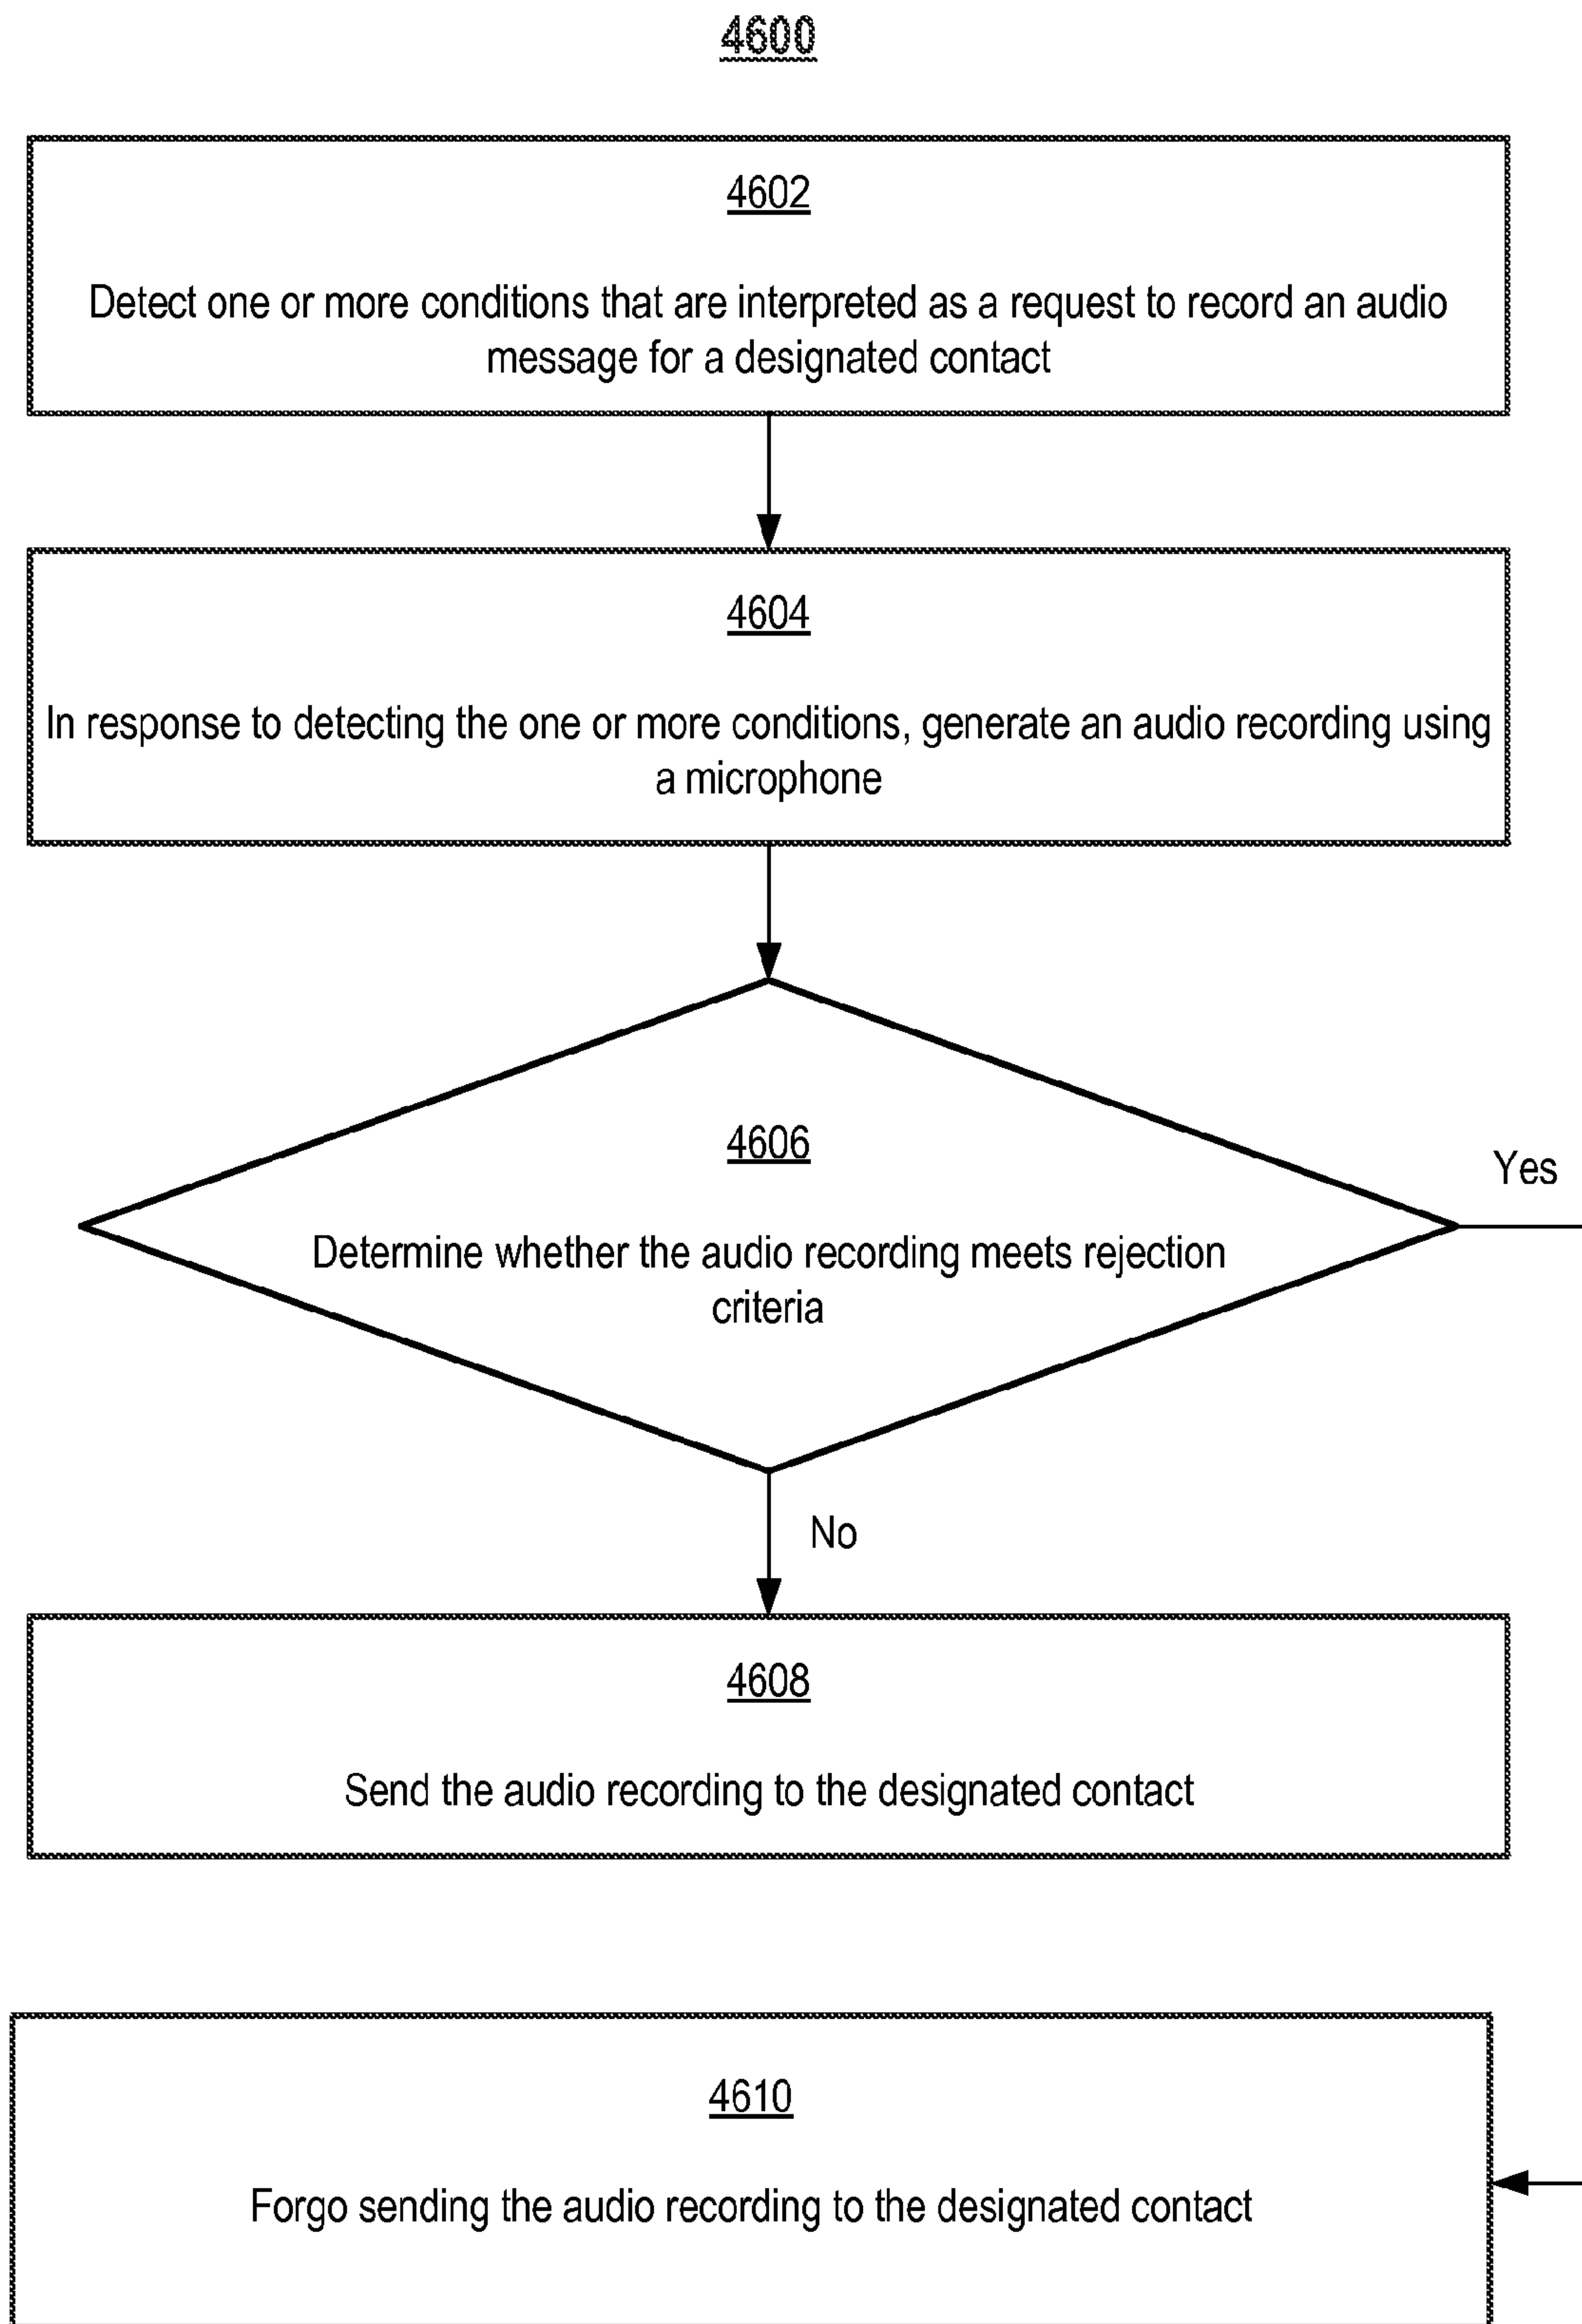 4600
4602
Detect one or more conditions that are interpreted as a request to record an audio
message for a designated contact
4604
In response to detecting the one or more conditions, generate an audio recording using
a microphone
4606
Yes
Determine whether the audio recording meets rejection
criteria
No
4608
Send the audio recording to the designated contact
4610
Forgo sending the audio recording to the designated contact